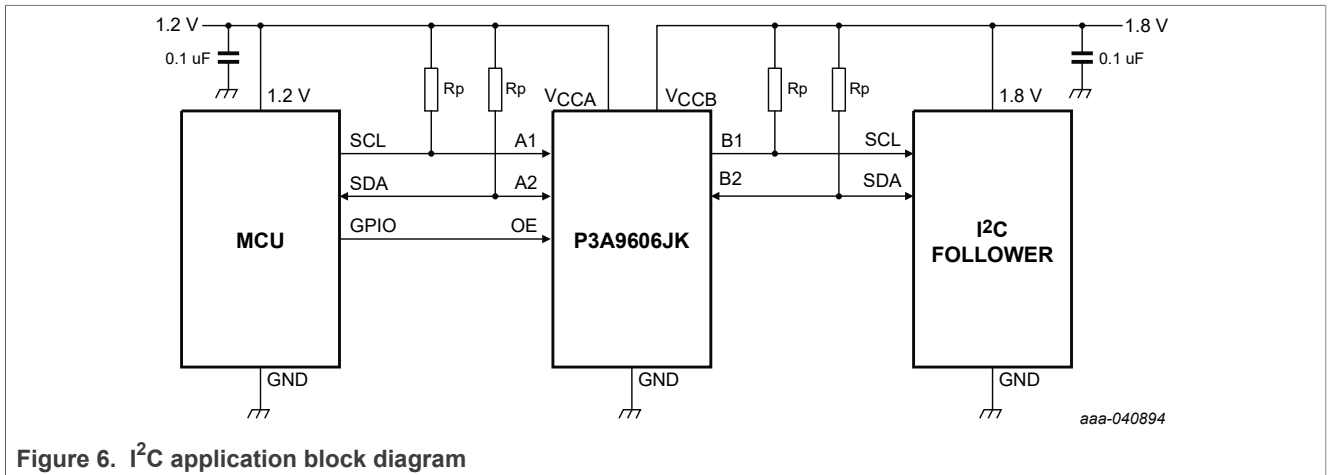 1.2 V
1.8 V
0.1 uF
0.1 uF
Rp
Rp
Rp
Rp
1.2 V
VCCA
VCCB
1.8 V
SCL
A1
B1
SCL
SDA
A2
B2
SDA
GPIO
OE
MCU
P3A9606JK
I2C
FOLLOWER
GND
GND
GND
aaa-040894
Figure 6. I2C application block diagram